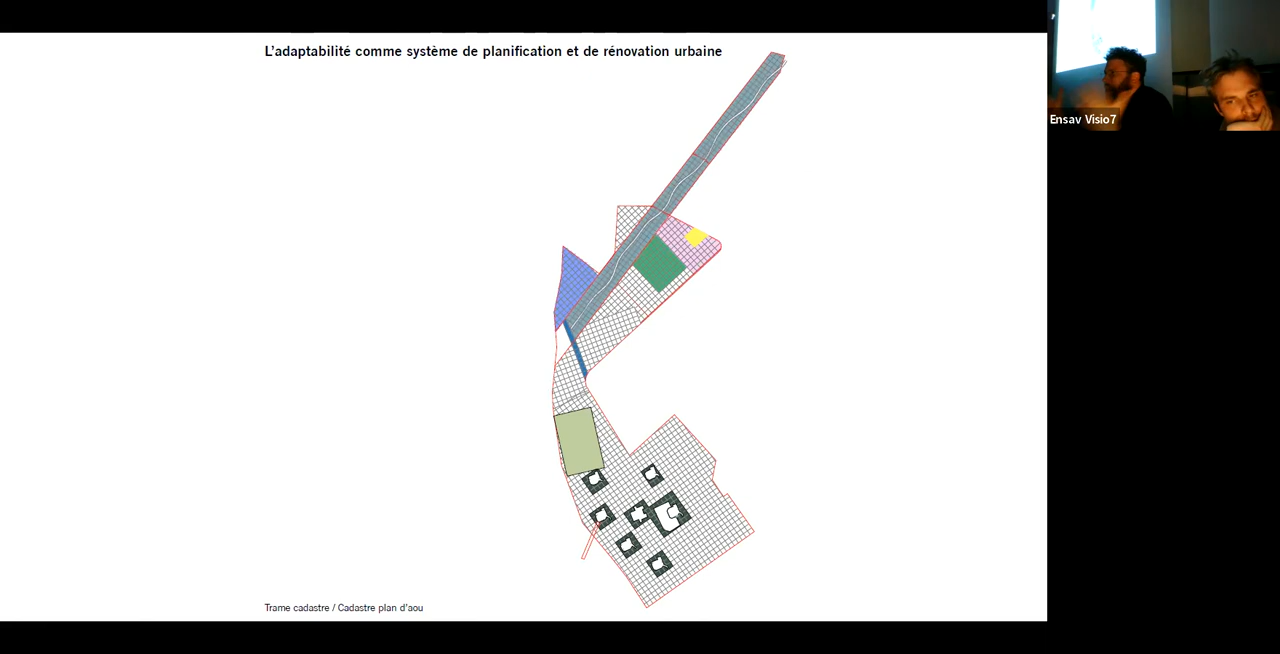 L'adaptabilité comme système de planification et de rénovation urbaine
Ensav Visio7
Trame cadastre / Cadastre plan d'aou